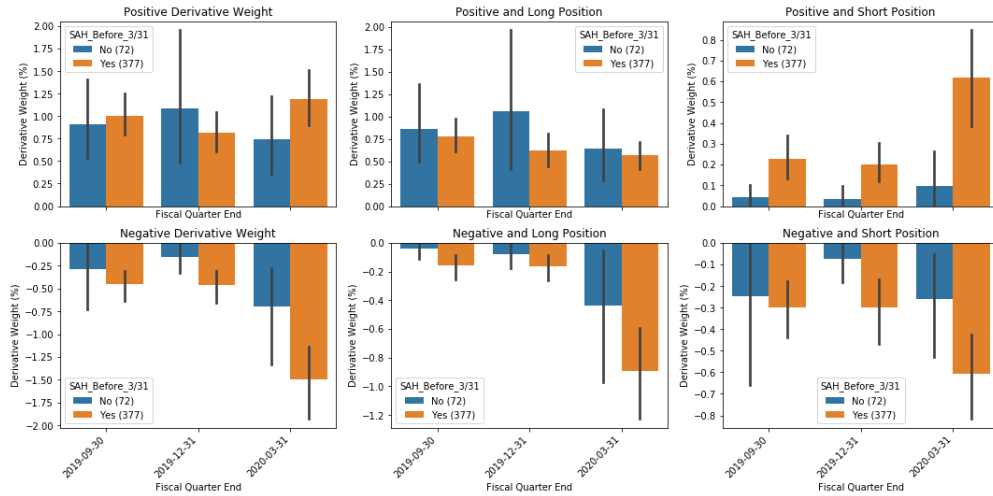 Positive Derivative Weight
Derivative Weight (%)
2.00
1.75
1.50
1.25
1.00
0.75
0.50
0.25
0.00
SAH_Before_3/31
No (72)
Yes (377)
Fiscal Quarter End
Positive and Long Position
Derivative Weight (%)
2.00
1.75
1.50
1.25
1.00
0.75
0.50
0.25
0.00
SAH_Before_3/31
No (72)
Yes (377)
Fiscal Quarter End
Positive and Short Position
Derivative Weight (%)
0.8
0.7
0.6
0.5
0.4
0.3
0.2
0.1
0.0
SAH_Before_3/31
No (72)
Yes (377)
Fiscal Quarter End
Negative Derivative Weight
Derivative Weight (%)
0.00
−0.25
−0.50
−0.75
−1.00
−1.25
−1.50
−1.75
−2.00
SAH_Before_3/31
No (72)
Yes (377)
2019-09-30
2019-12-31
2020-03-31
Fiscal Quarter End
Negative and Long Position
Derivative Weight (%)
0.0
−0.2
−0.4
−0.6
−0.8
−1.0
−1.2
SAH_Before_3/31
No (72)
Yes (377)
2019-09-30
2019-12-31
2020-03-31
Fiscal Quarter End
Negative and Short Position
Derivative Weight (%)
0.0
−0.1
−0.2
−0.3
−0.4
−0.5
−0.6
−0.7
−0.8
SAH_Before_3/31
No (72)
Yes (377)
2019-09-30
2019-12-31
2020-03-31
Fiscal Quarter End